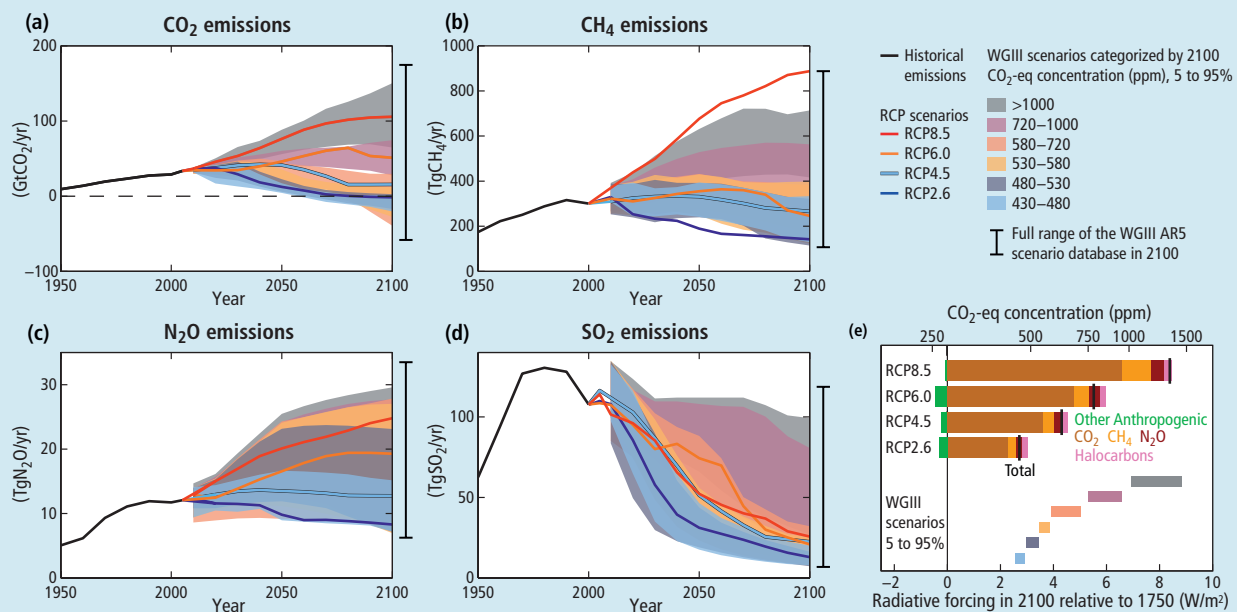 (a)
CO₂ emissions
200
100
0
−100
(GtCO₂/yr)
1950
2000
2050
2100
Year
(b)
CH₄ emissions
1000
800
600
400
200
0
(TgCH₄/yr)
1950
2000
2050
2100
Year
Historical
emissions
RCP scenarios
RCP8.5
RCP6.0
RCP4.5
RCP2.6
WGIII scenarios categorized by 2100
CO₂-eq concentration (ppm), 5 to 95%
>1000
720−1000
580−720
530−580
480−530
430−480
Full range of the WGIII AR5
scenario database in 2100
(c)
N₂O emissions
30
20
10
0
(TgN₂O/yr)
1950
2000
2050
2100
Year
(d)
SO₂ emissions
100
50
0
(TgSO₂/yr)
1950
2000
2050
2100
Year
(e)
CO₂-eq concentration (ppm)
250
500
750
1000
1500
RCP8.5
RCP6.0
RCP4.5
RCP2.6
Other Anthropogenic
CO₂ CH₄ N₂O
Halocarbons
Total
WGIII
scenarios
5 to 95%
−2
0
2
4
6
8
10
Radiative forcing in 2100 relative to 1750 (W/m²)